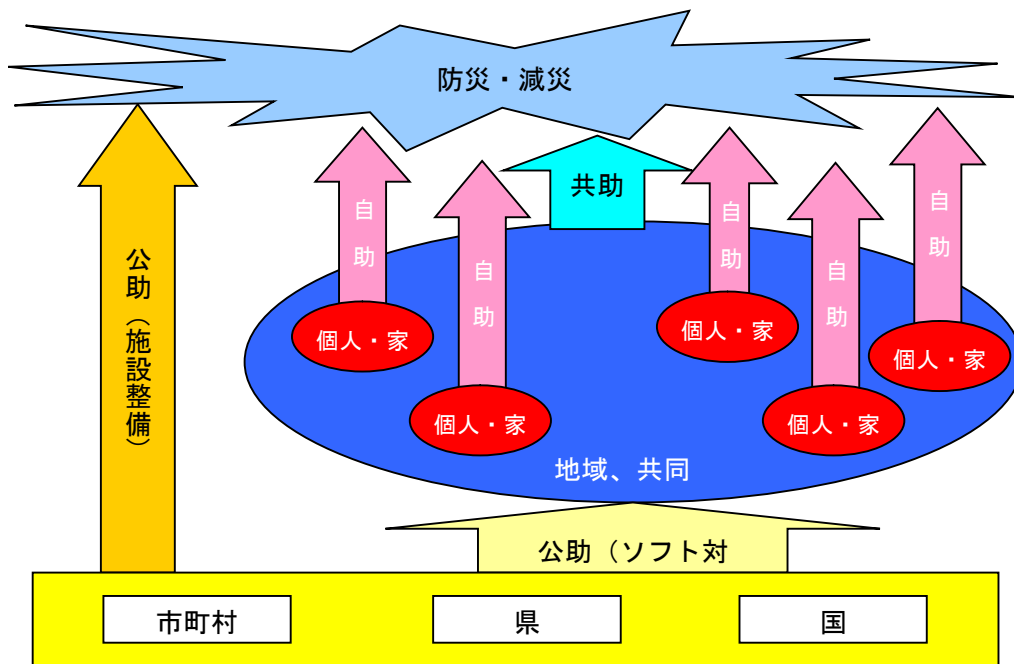 防災・減災
共助
自助
自助
自助
自助
自助
公助（施設整備）
個人・家
個人・家
個人・家
個人・家
個人・家
地域、共同
公助（ソフト対
市町村
県
国